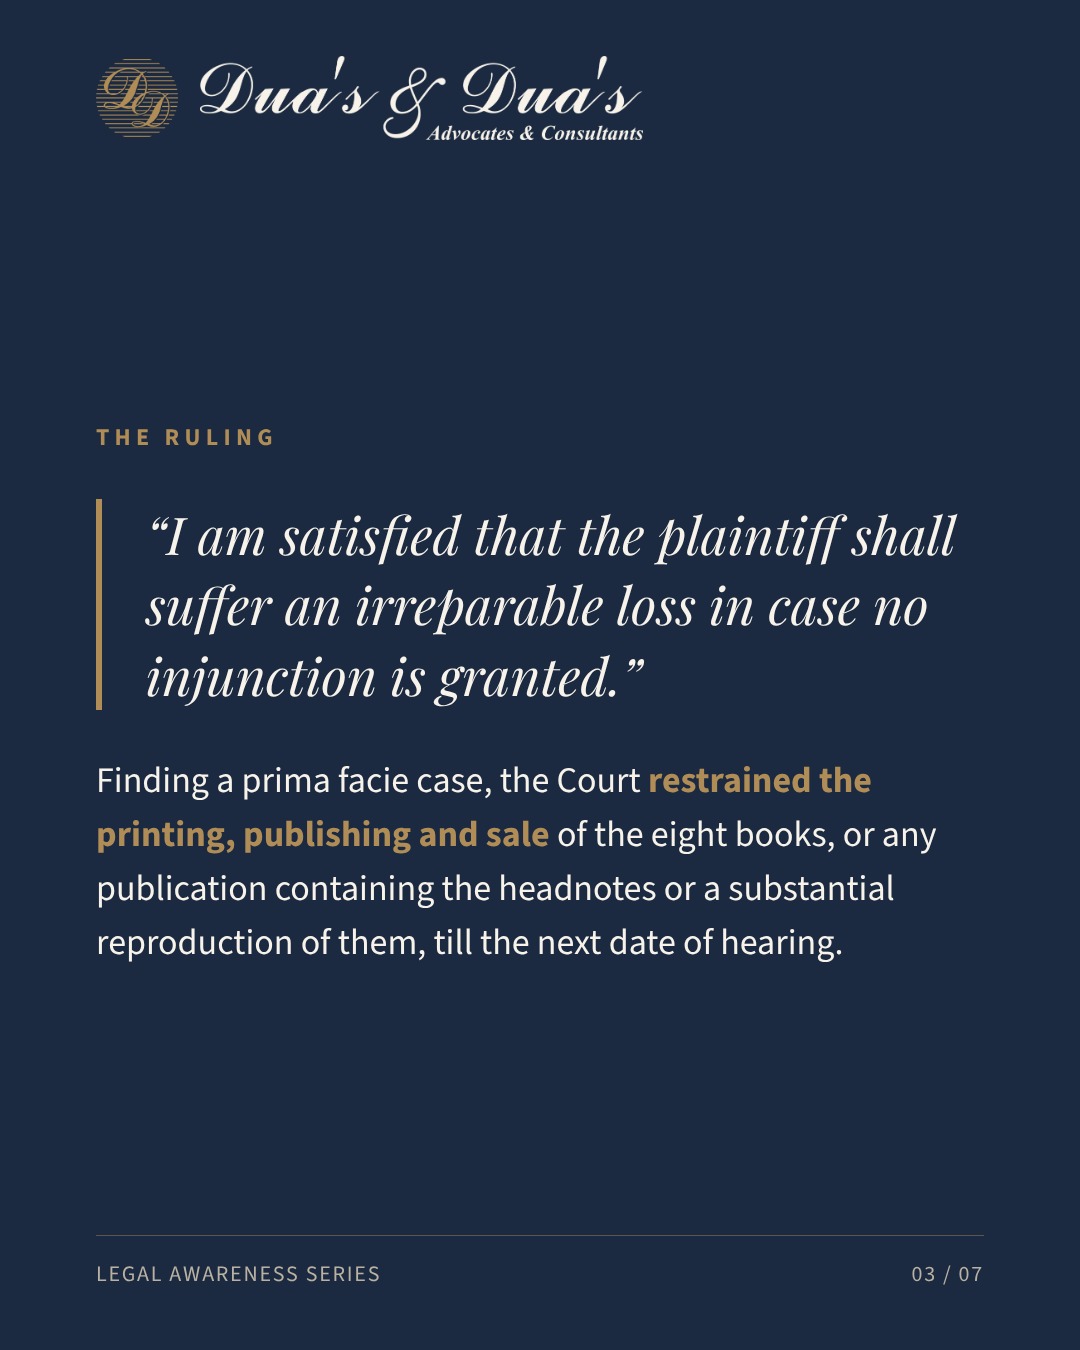 DD
Dua's & Dua's
Advocates & Consultants
THE RULING
“I am satisfied that the plaintiff shall
suffer an irreparable loss in case no
injunction is granted.”
Finding a prima facie case, the Court restrained the
printing, publishing and sale of the eight books, or any
publication containing the headnotes or a substantial
reproduction of them, till the next date of hearing.
LEGAL AWARENESS SERIES
03 / 07